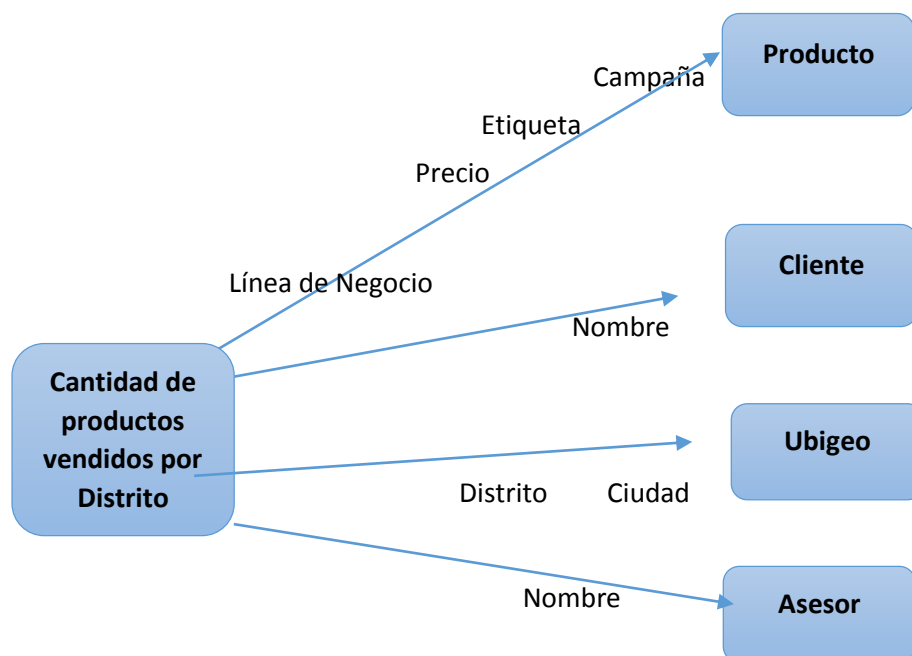 Producto
Campaña
Etiqueta
Precio
Línea de Negocio
Cliente
Nombre
Cantidad de
productos
vendidos por
Distrito
Ubigeo
Distrito Ciudad
Nombre
Asesor